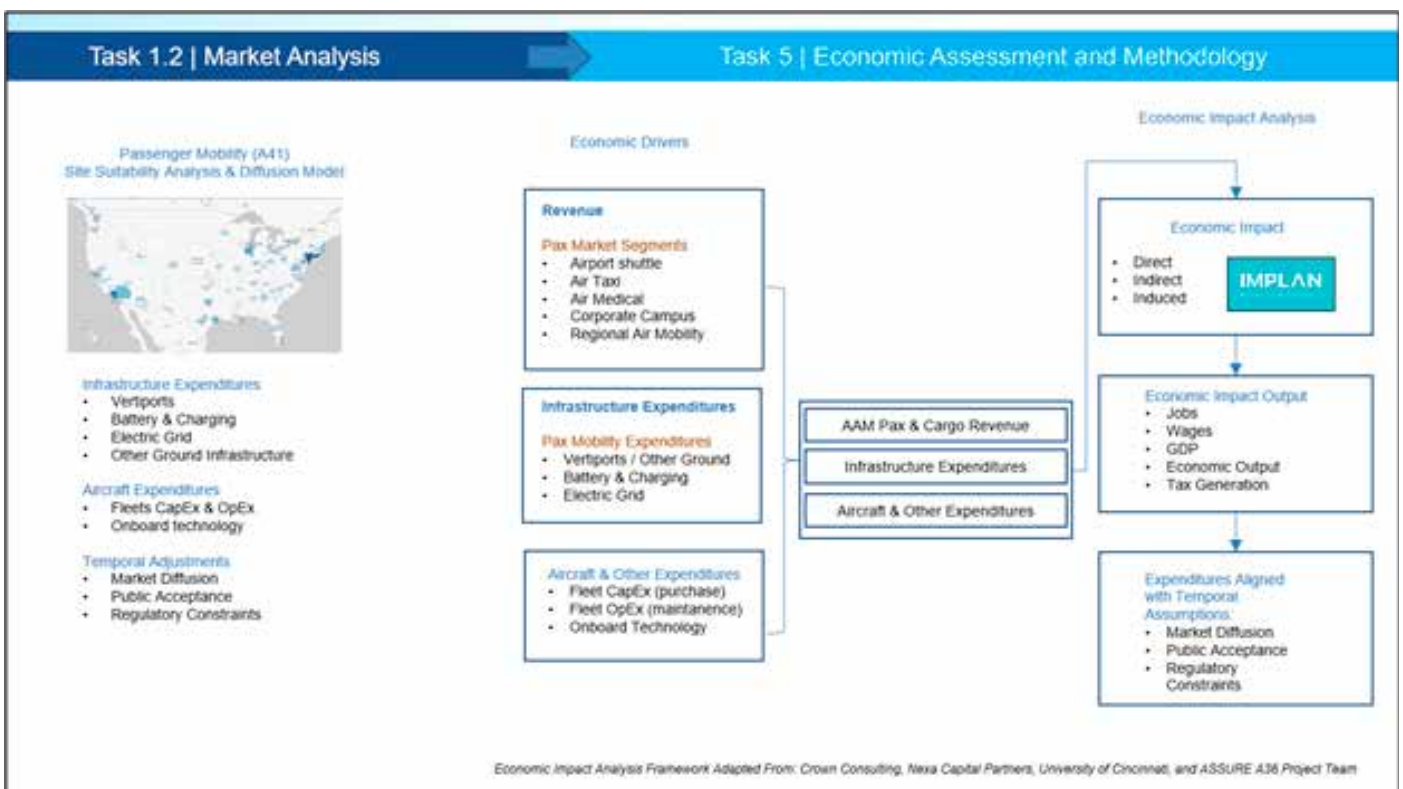 Task 1.2 | Market Analysis
Task 5 | Economic Assessment and Methodology
Passenger Mobility (A41)
Site Suitability Analysis & Diffusion Model
Infrastructure Expenditures
• Vertiports
• Battery & Charging
• Electric Grid
• Other Ground Infrastructure
Aircraft Expenditures
• Fleets CapEx & OpEx
• Onboard technology
Temporal Adjustments
• Market Diffusion
• Public Acceptance
• Regulatory Constraints
Economic Drivers
Revenue
Pax Market Segments
• Airport shuttle
• Air Taxi
• Air Medical
• Corporate Campus
• Regional Air Mobility
Infrastructure Expenditures
Pax Mobility Expenditures
• Vertiports / Other Ground
• Battery & Charging
• Electric Grid
Aircraft & Other Expenditures
• Fleet CapEx (purchase)
• Fleet OpEx (maintanence)
• Onboard Technology
AAM Pax & Cargo Revenue
Infrastructure Expenditures
Aircraft & Other Expenditures
Economic Impact Analysis
Economic Impact
• Direct
• Indirect
• Induced
IMPLAN
Economic Impact Output
• Jobs
• Wages
• GDP
• Economic Output
• Tax Generation
Expenditures Aligned
with Temporal
Assumptions:
• Market Diffusion
• Public Acceptance
• Regulatory
Constraints
Economic Impact Analysis Framework Adapted From: Crown Consulting, Nexa Capital Partners, University of Cincinnati, and ASSURE A36 Project Team